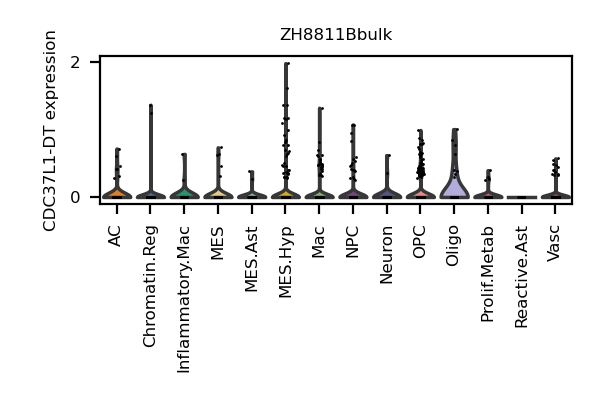 ZH8811Bbulk
CDC37L1-DT expression
2
0
AC
Chromatin.Reg
Inflammatory.Mac
MES
MES.Ast
MES.Hyp
Mac
NPC
Neuron
OPC
Oligo
Prolif.Metab
Reactive.Ast
Vasc